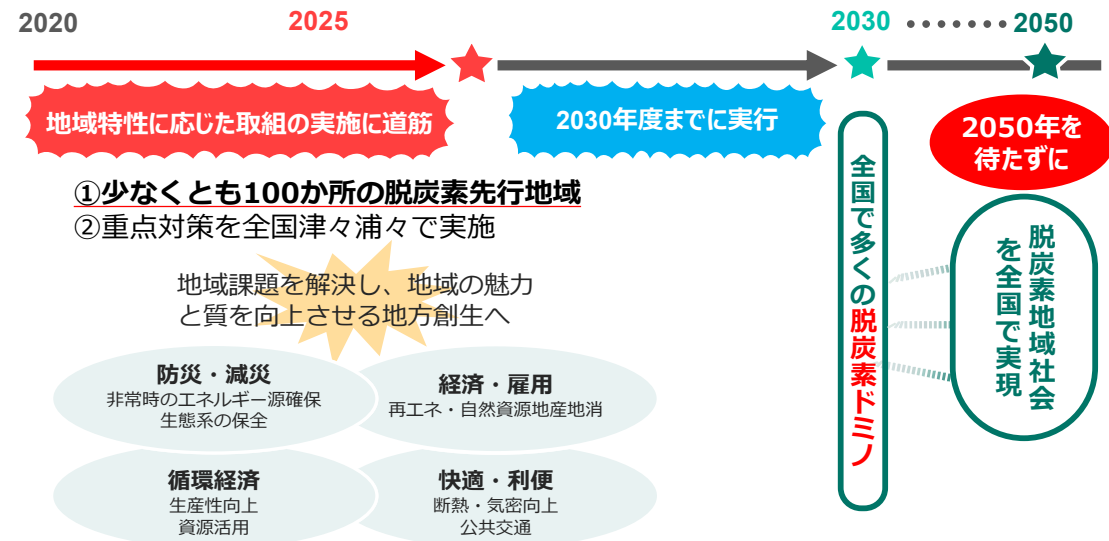 2020
2025
2030 ・・・・・・・ 2050
地域特性に応じた取組の実施に道筋
2030年度までに実行
2050年を
待たずに
①少なくとも100か所の脱炭素先行地域
②重点対策を全国津々浦々で実施
地域課題を解決し、地域の魅力
と質を向上させる地方創生へ
防災・減災
非常時のエネルギー源確保
生態系の保全
経済・雇用
再エネ・自然資源地産地消
循環経済
生産性向上
資源活用
快適・利便
断熱・気密向上
公共交通
全国で多くの脱炭素ドミノ
脱炭素地域社会
を全国で実現